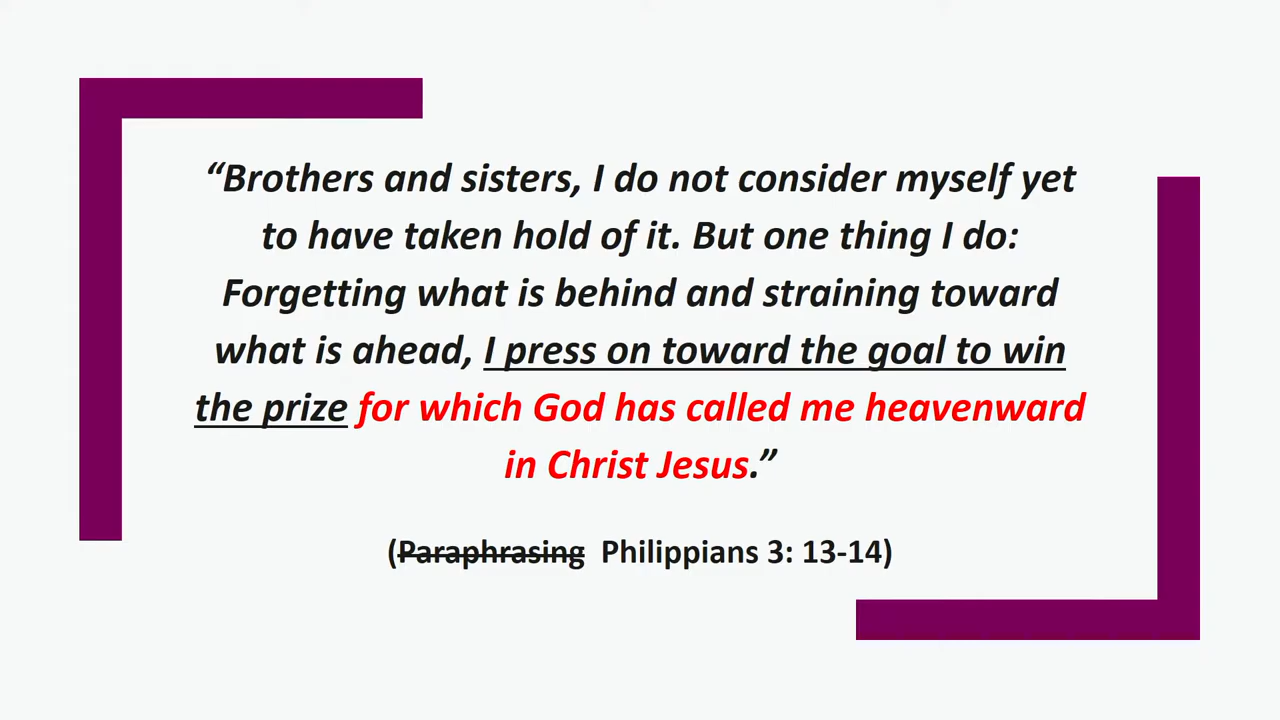 “Brothers and sisters, I do not consider myself yet
to have taken hold of it. But one thing I do:
Forgetting what is behind and straining toward
what is ahead, I press on toward the goal to win
the prize for which God has called me heavenward
in Christ Jesus.”
(Paraphrasing Philippians 3: 13-14)